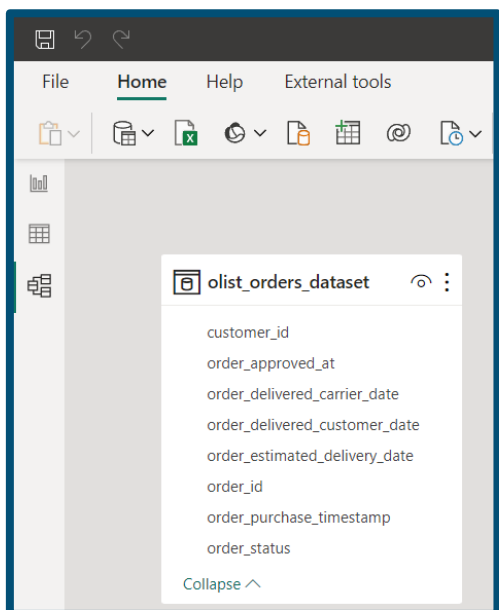 File Home Help External tools
olist_orders_dataset
customer_id
order_approved_at
order_delivered_carrier_date
order_delivered_customer_date
order_estimated_delivery_date
order_id
order_purchase_timestamp
order_status
Collapse